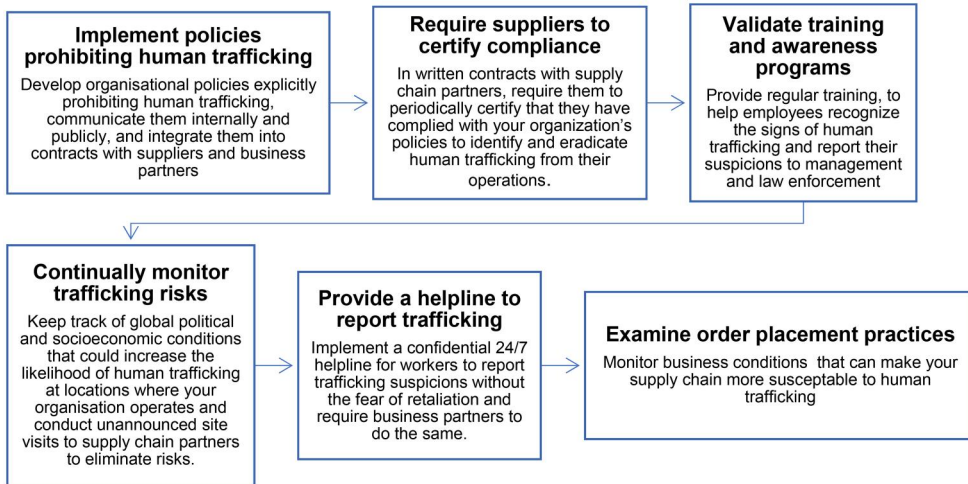 Implement policies
prohibiting human trafficking
Develop organisational policies explicitly
prohibiting human trafficking,
communicate them internally and
publicly, and integrate them into
contracts with suppliers and business
partners
Require suppliers to
certify compliance
In written contracts with supply
chain partners, require them to
periodically certify that they have
complied with your organization's
policies to identify and eradicate
human trafficking from their
operations.
Validate training
and awareness
programs
Provide regular training, to
help employees recognize
the signs of human
trafficking and report their
suspicions to management
and law enforcement
Continually monitor
trafficking risks
Keep track of global political
and socioeconomic conditions
that could increase the
likelihood of human trafficking
at locations where your
organisation operates and
conduct unannounced site
visits to supply chain partners
to eliminate risks.
Provide a helpline to
report trafficking
Implement a confidential 24/7
helpline for workers to report
trafficking suspicions without
the fear of retaliation and
require business partners to
do the same.
Examine order placement practices
Monitor business conditions that can make your
supply chain more susceptable to human
trafficking